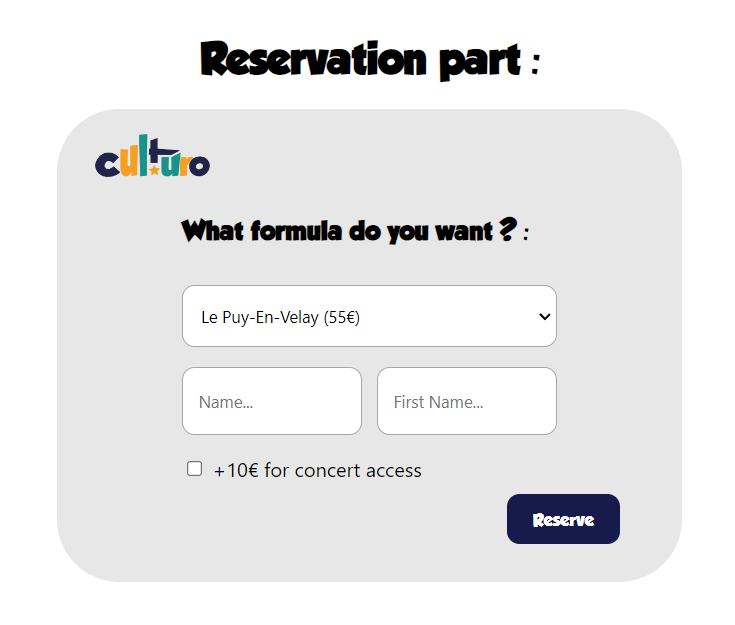 Reservation part :
culturo
What formula do you want ? :
Le Puy-En-Velay (55€)
Name... First Name...
+10€ for concert access
Reserve